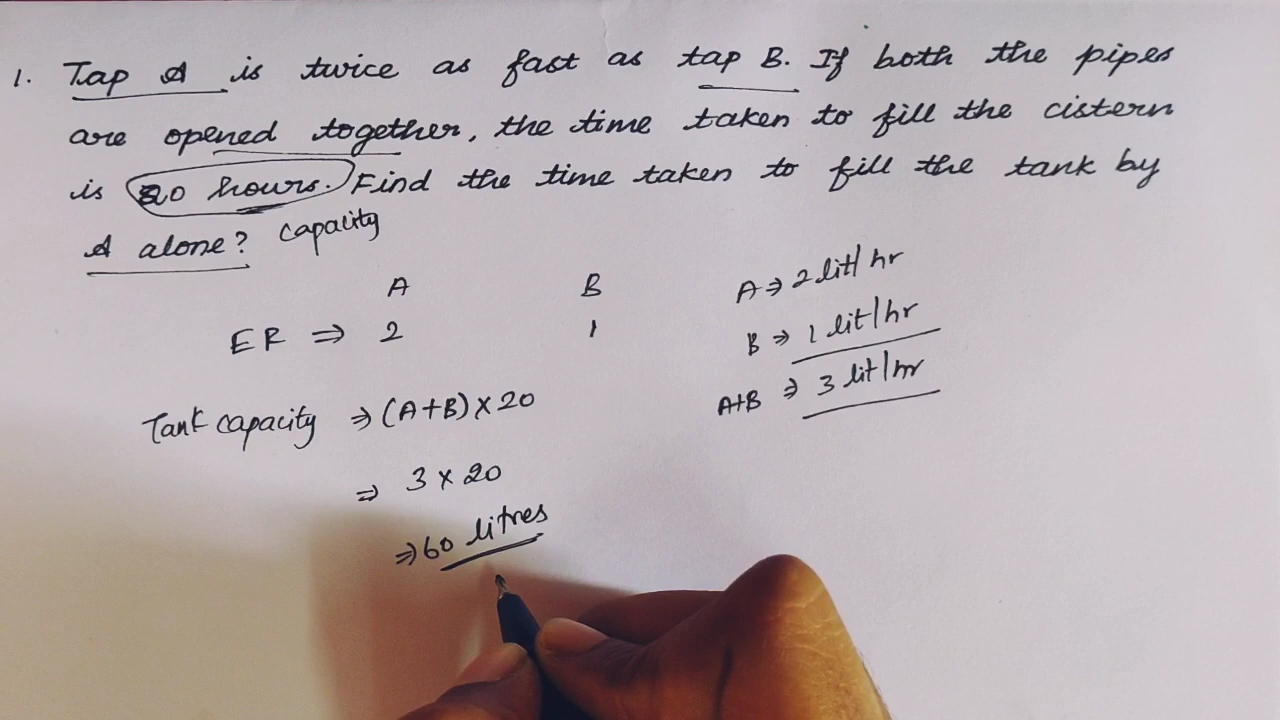 1. Tap A is twice as fast as tap B. If both the pipes
are opened together, the time taken to fill the cistern
is 20 hours. Find the time taken to fill the tank by
A alone? Capacity
A B
ER ⇒ 2 1
A ⇒ 2 lit/hr
B ⇒ 1 lit/hr
A+B ⇒ 3 lit/hr
Tank capacity ⇒ (A+B) × 20
⇒ 3 × 20
⇒ 60 litres